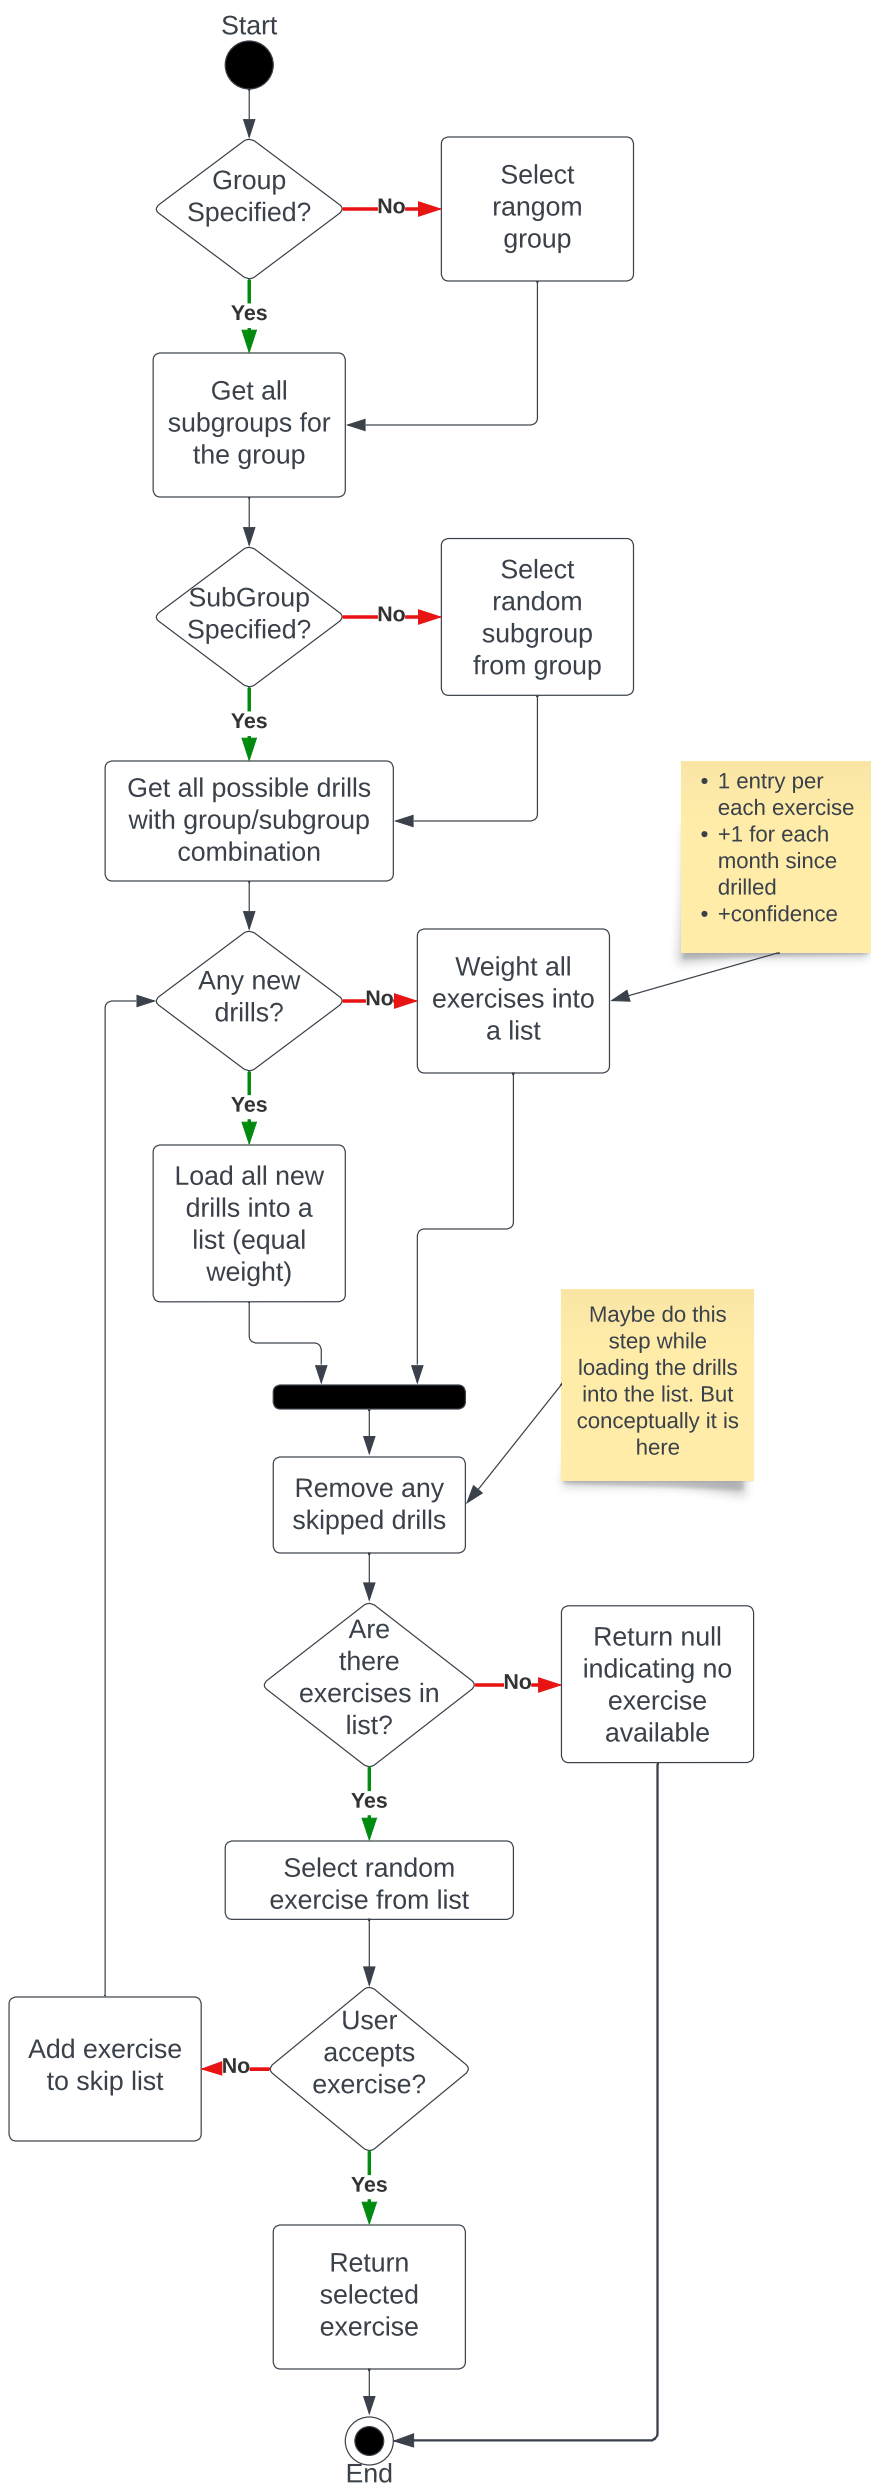 Start
Group
Specified?
No
Select
rangom
group
Yes
Get all
subgroups for
the group
SubGroup
Specified?
No
Select
random
subgroup
from group
Yes
Get all possible drills
with group/subgroup
combination
• 1 entry per
each exercise
• +1 for each
month since
drilled
• +confidence
Any new
drills?
No
Weight all
exercises into
a list
Yes
Load all new
drills into a
list (equal
weight)
Maybe do this
step while
loading the drills
into the list. But
conceptually it is
here
Remove any
skipped drills
Are
there
exercises in
list?
No
Return null
indicating no
exercise
available
Yes
Select random
exercise from list
User
accepts
exercise?
No
Add exercise
to skip list
Yes
Return
selected
exercise
End